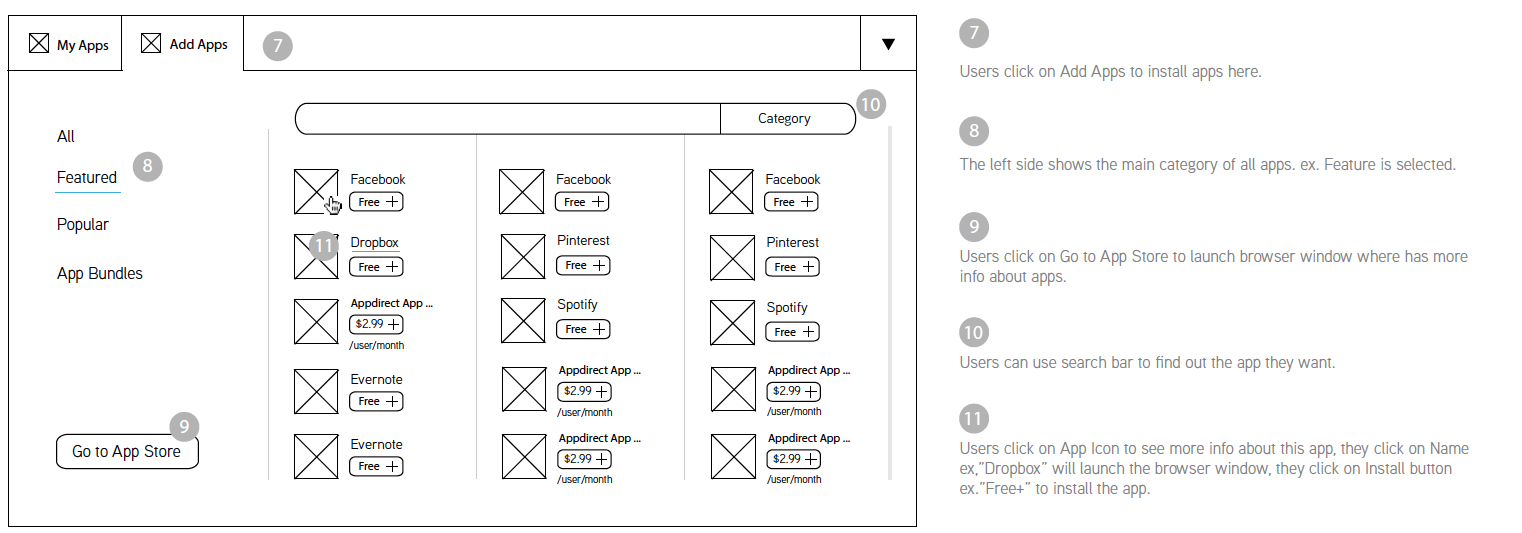 My Apps
Add Apps
7
▼
10
Category
All
Featured
8
Popular
App Bundles
9
Go to App Store
Facebook
Free +
11
Dropbox
Free +
Appdirect App ...
$2.99 +
/user/month
Evernote
Free +
Evernote
Free +
Facebook
Free +
Pinterest
Free +
Spotify
Free +
Appdirect App ...
$2.99 +
/user/month
Appdirect App ...
$2.99 +
/user/month
Facebook
Free +
Pinterest
Free +
Spotify
Free +
Appdirect App ...
$2.99 +
/user/month
Appdirect App ...
$2.99 +
/user/month
7
Users click on Add Apps to install apps here.
8
The left side shows the main category of all apps. ex. Feature is selected.
9
Users click on Go to App Store to launch browser window where has more
info about apps.
10
Users can use search bar to find out the app they want.
11
Users click on App Icon to see more info about this app, they click on Name
ex,”Dropbox” will launch the browser window, they click on Install button
ex.”Free+” to install the app.